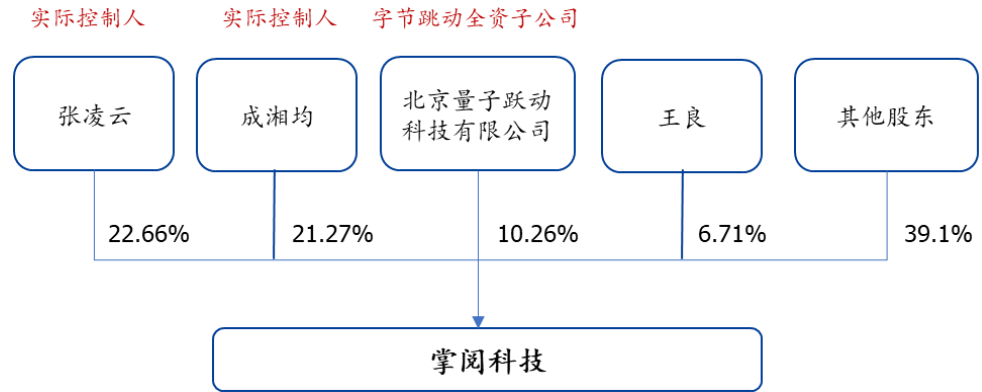 实际控制人
实际控制人
字节跳动全资子公司
张凌云
成湘均
北京量子跃动
科技有限公司
王良
其他股东
22.66%
21.27%
10.26%
6.71%
39.1%
掌阅科技